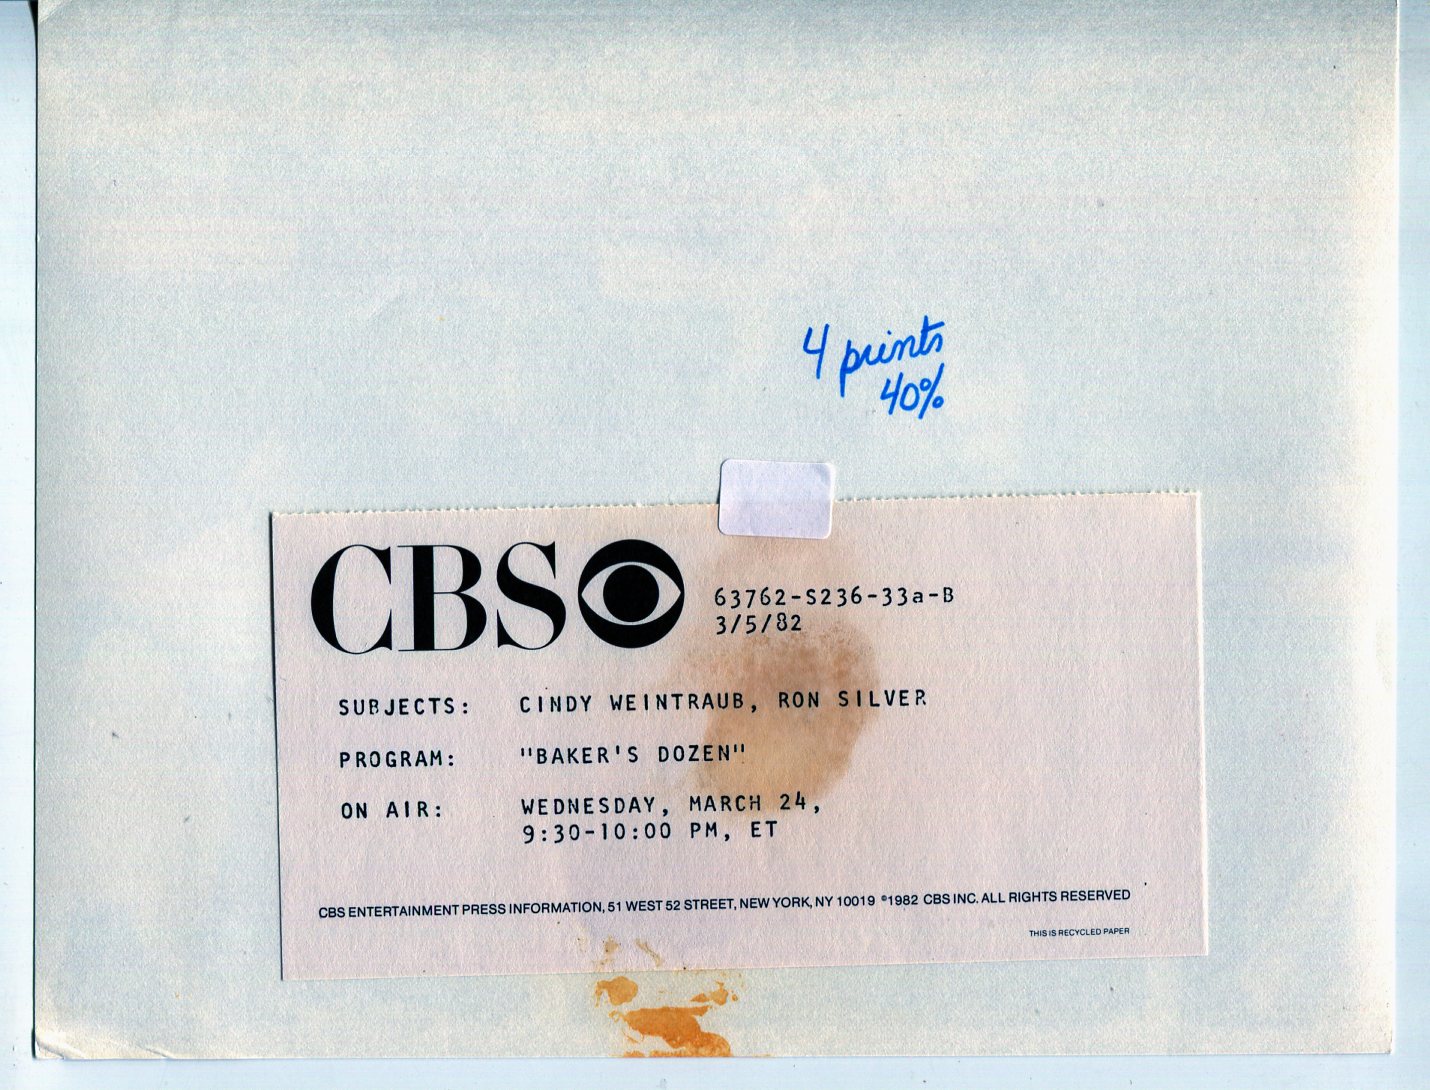 4 prints
40%
CBS
63762-S236-33a-B
3/5/82
SUBJECTS: CINDY WEINTRAUB, RON SILVER
PROGRAM: "BAKER'S DOZEN"
ON AIR: WEDNESDAY, MARCH 24,
9:30-10:00 PM, ET
CBS ENTERTAINMENT PRESS INFORMATION, 51 WEST 52 STREET, NEW YORK, NY 10019 ©1982 CBS INC. ALL RIGHTS RESERVED
THIS IS RECYCLED PAPER